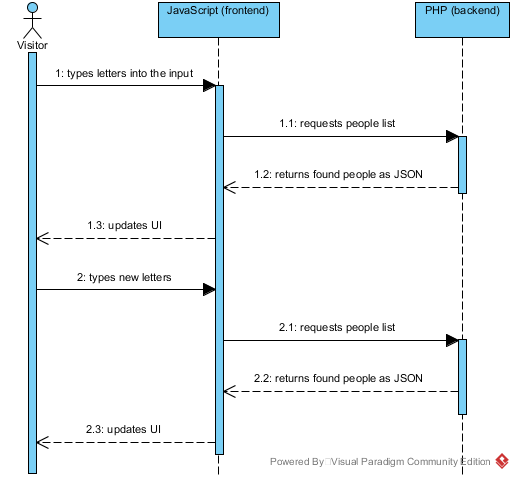 JavaScript (frontend)
PHP (backend)
Visitor
1: types letters into the input
1.1: requests people list
1.2: returns found people as JSON
1.3: updates UI
2: types new letters
2.1: requests people list
2.2: returns found people as JSON
2.3: updates UI
Powered By Visual Paradigm Community Edition